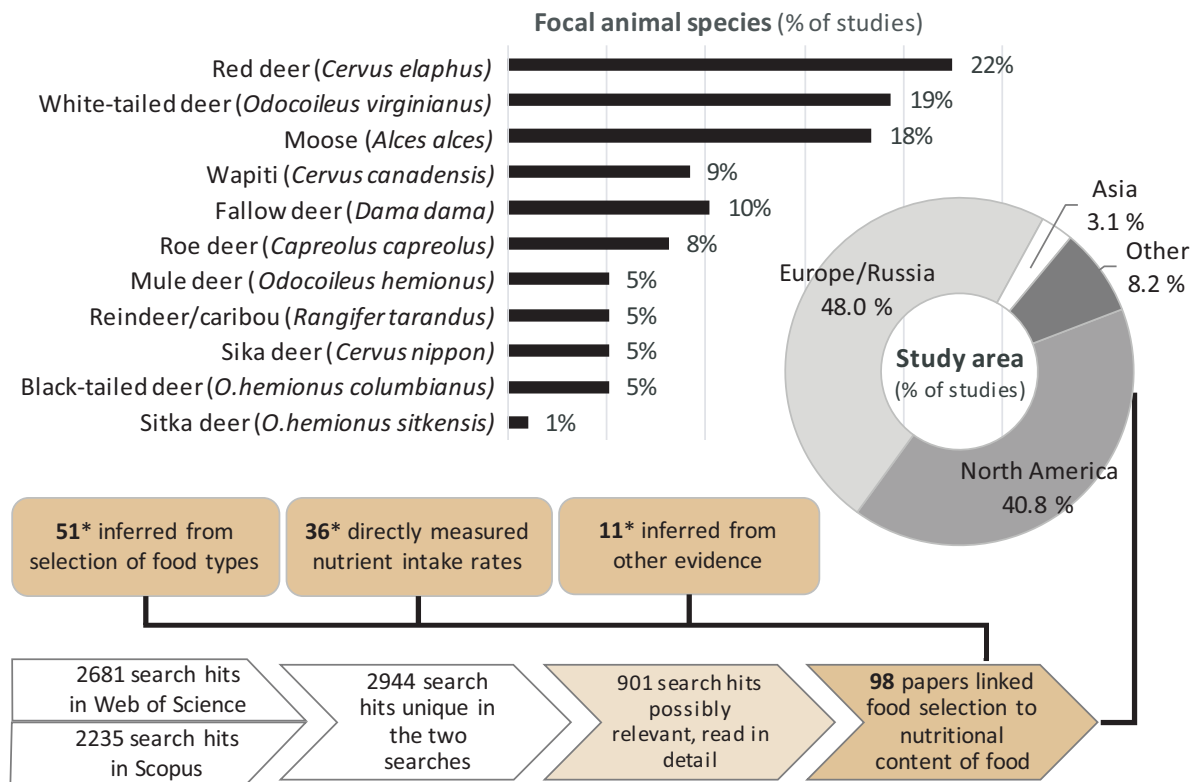 Focal animal species (% of studies)
Red deer (Cervus elaphus) 22%
White-tailed deer (Odocoileus virginianus) 19%
Moose (Alces alces) 18%
Wapiti (Cervus canadensis) 9%
Fallow deer (Dama dama) 10%
Roe deer (Capreolus capreolus) 8%
Mule deer (Odocoileus hemionus) 5%
Reindeer/caribou (Rangifer tarandus) 5%
Sika deer (Cervus nippon) 5%
Black-tailed deer (O.hemionus columbianus) 5%
Sitka deer (O.hemionus sitkensis) 1%
Asia
3.1 %
Other
8.2 %
Europe/Russia
48.0 %
Study area
(% of studies)
North America
40.8 %
51* inferred from
selection of food types
36* directly measured
nutrient intake rates
11* inferred from
other evidence
2681 search hits
in Web of Science
2235 search hits
in Scopus
2944 search
hits unique in
the two
searches
901 search hits
possibly
relevant, read in
detail
98 papers linked
food selection to
nutritional
content of food